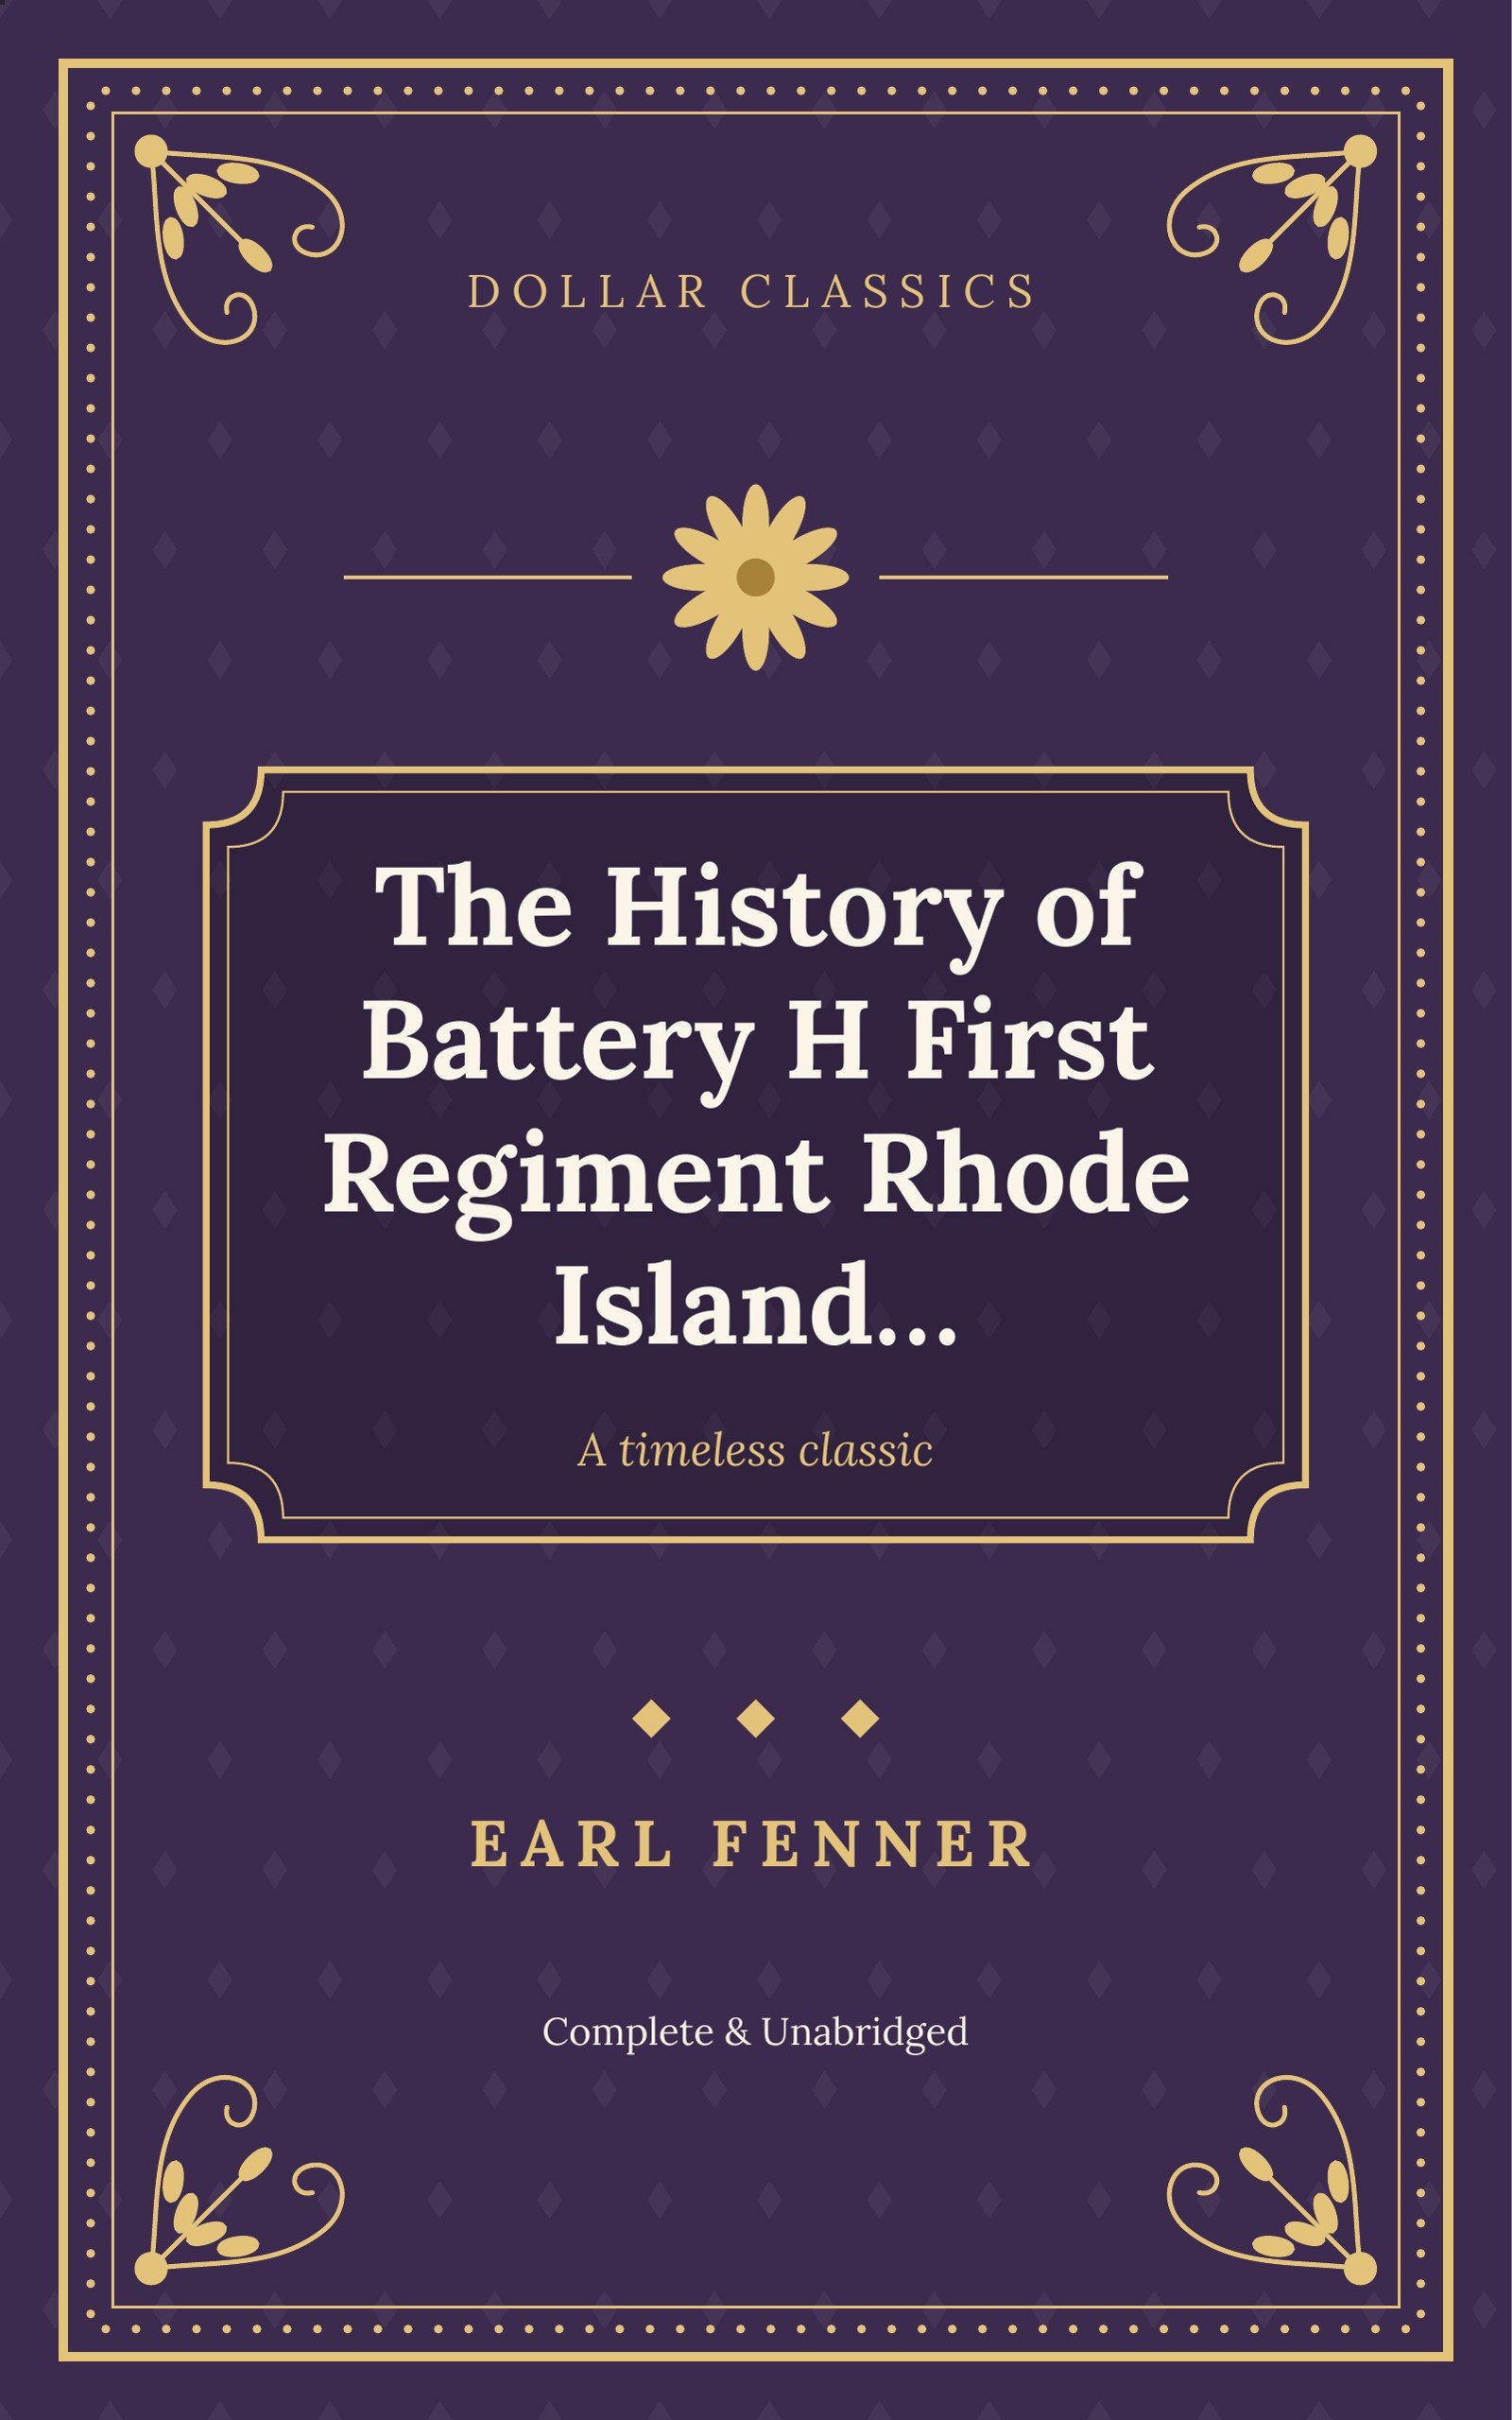 DOLLAR CLASSICS
The History of
Battery H First
Regiment Rhode
Island...
A timeless classic
EARL FENNER
Complete & Unabridged